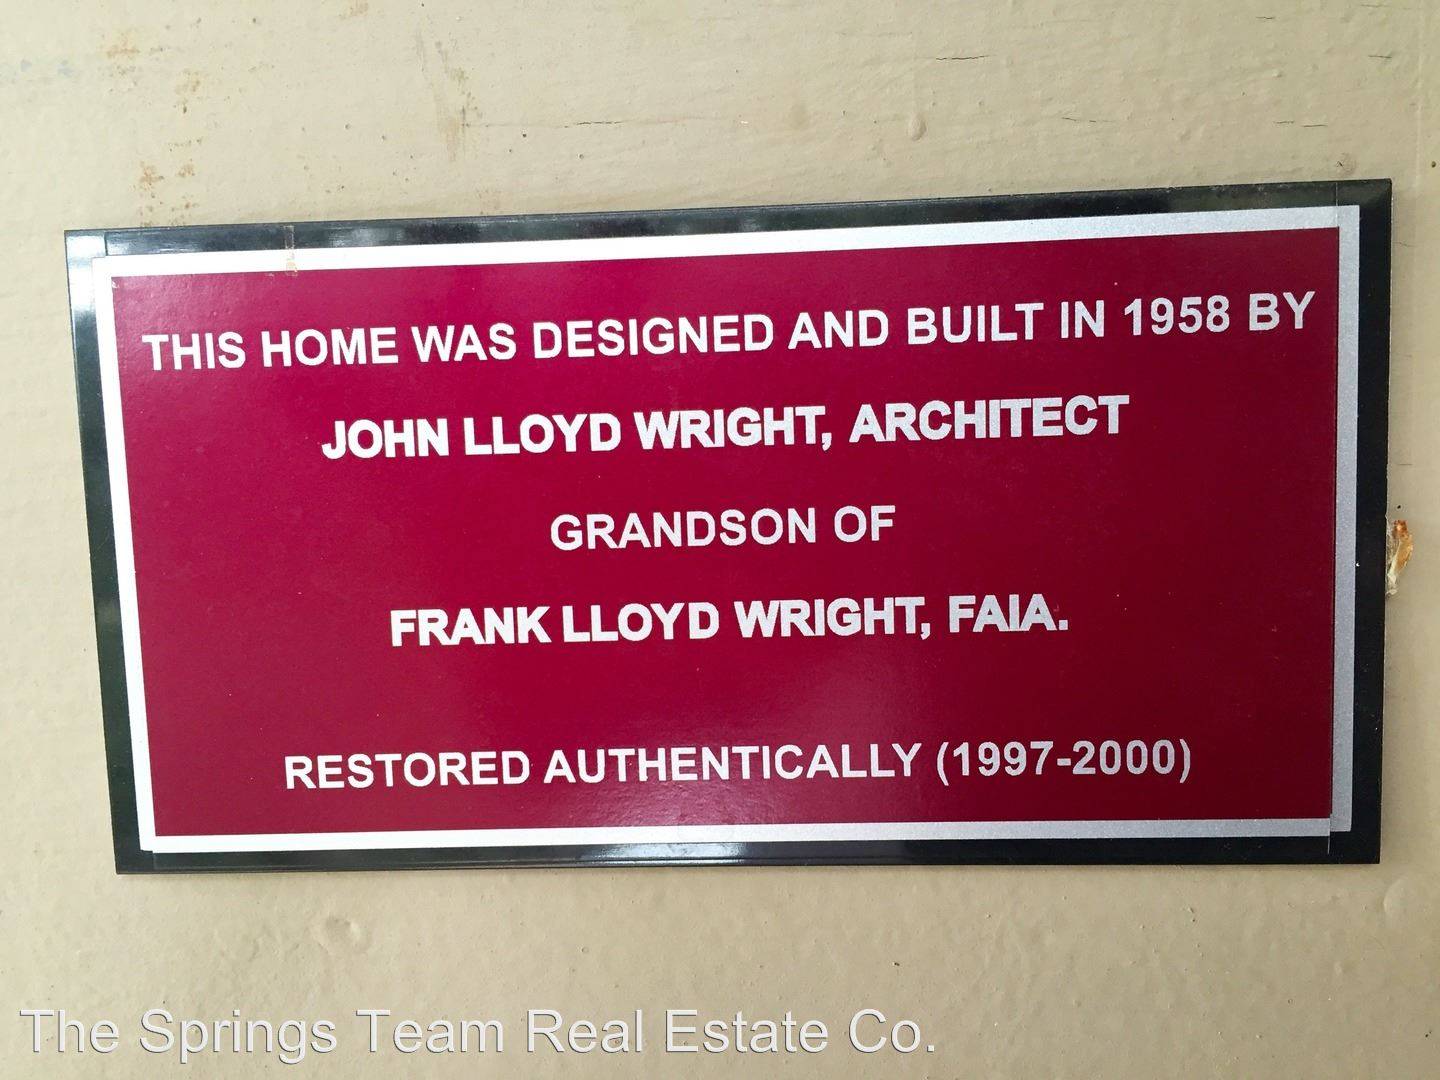 THIS HOME WAS DESIGNED AND BUILT IN 1958 BY
JOHN LLOYD WRIGHT, ARCHITECT
GRANDSON OF
FRANK LLOYD WRIGHT, FAIA.
RESTORED AUTHENTICALLY (1997-2000)
The Springs Team Real Estate Co.